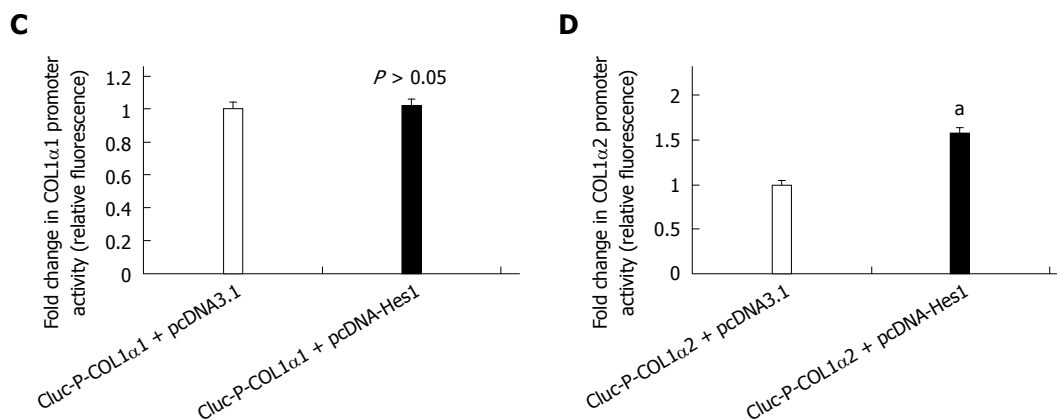 C
Fold change in COL1α1 promoter
activity (relative fluorescence)
1.2
1
0.8
0.6
0.4
0.2
0
P > 0.05
Cluc-P-COL1α1 + pcDNA3.1
Cluc-P-COL1α1 + pcDNA-Hes1
D
Fold change in COL1α2 promoter
activity (relative fluorescence)
2
1.5
1
0.5
0
a
Cluc-P-COL1α2 + pcDNA3.1
Cluc-P-COL1α2 + pcDNA-Hes1